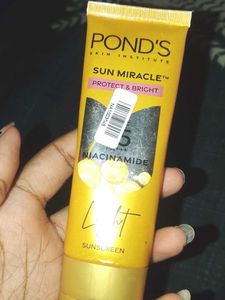 POND'S
SKIN INSTITUTE
SUN MIRACLE™
PROTECT & BRIGHT
NIACINAMIDE
Light
SUNSCREEN